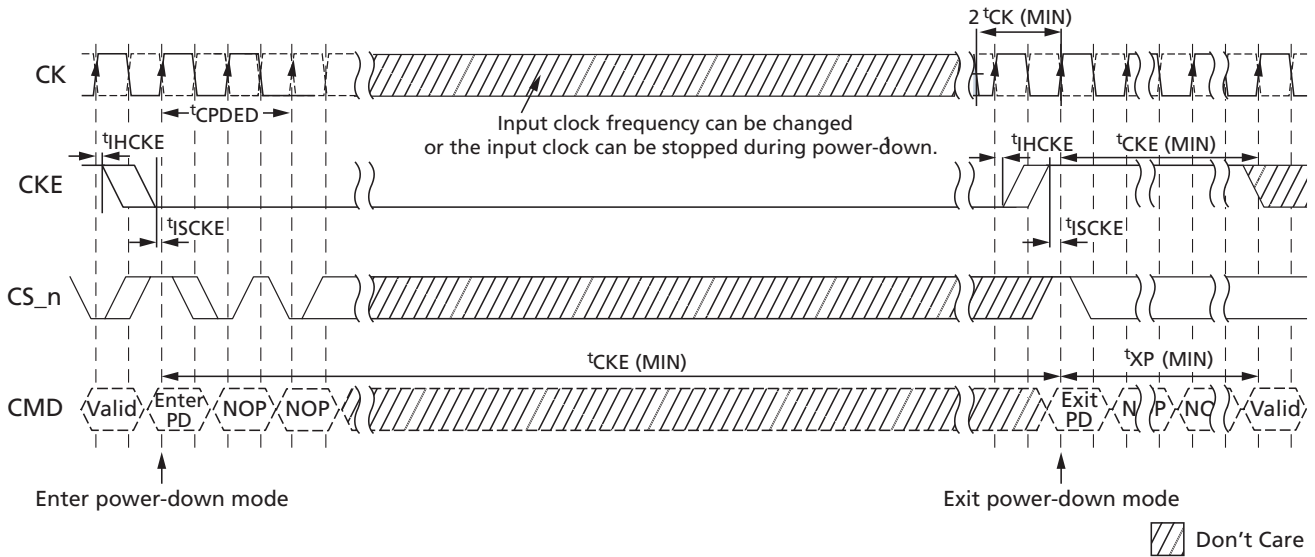 2 tCK (MIN)
CK
tCPDED
Input clock frequency can be changed
or the input clock can be stopped during power-down.1
tIHCKE
tIHCKE
tCKE (MIN)
CKE
tISCKE
tISCKE
CS_n
tCKE (MIN)
tXP (MIN)
CMD
Valid
Enter
PD
NOP
NOP
Exit
PD
N P
NO
Valid
Enter power-down mode
Exit power-down mode
Don't Care